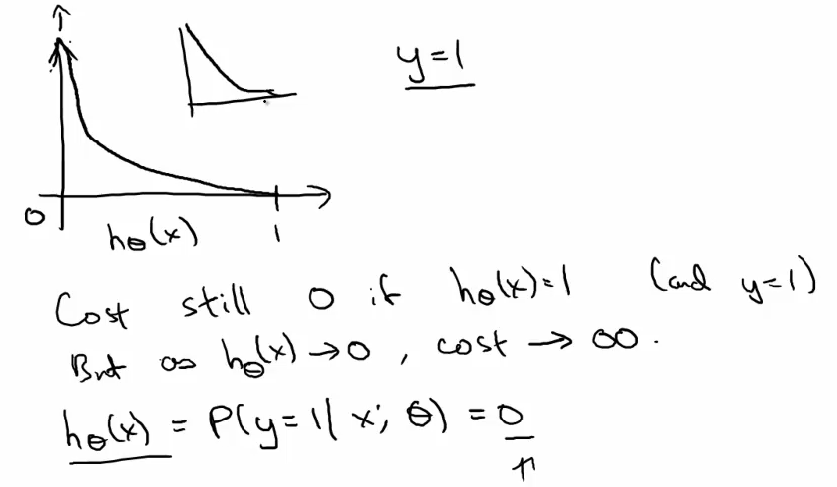 y=1
0
hθ(x)
1
Cost still 0 if hθ(x)=1 (and y=1)
But as hθ(x)→0, cost → ∞.
hθ(x) = P(y=1| x; θ) = 0